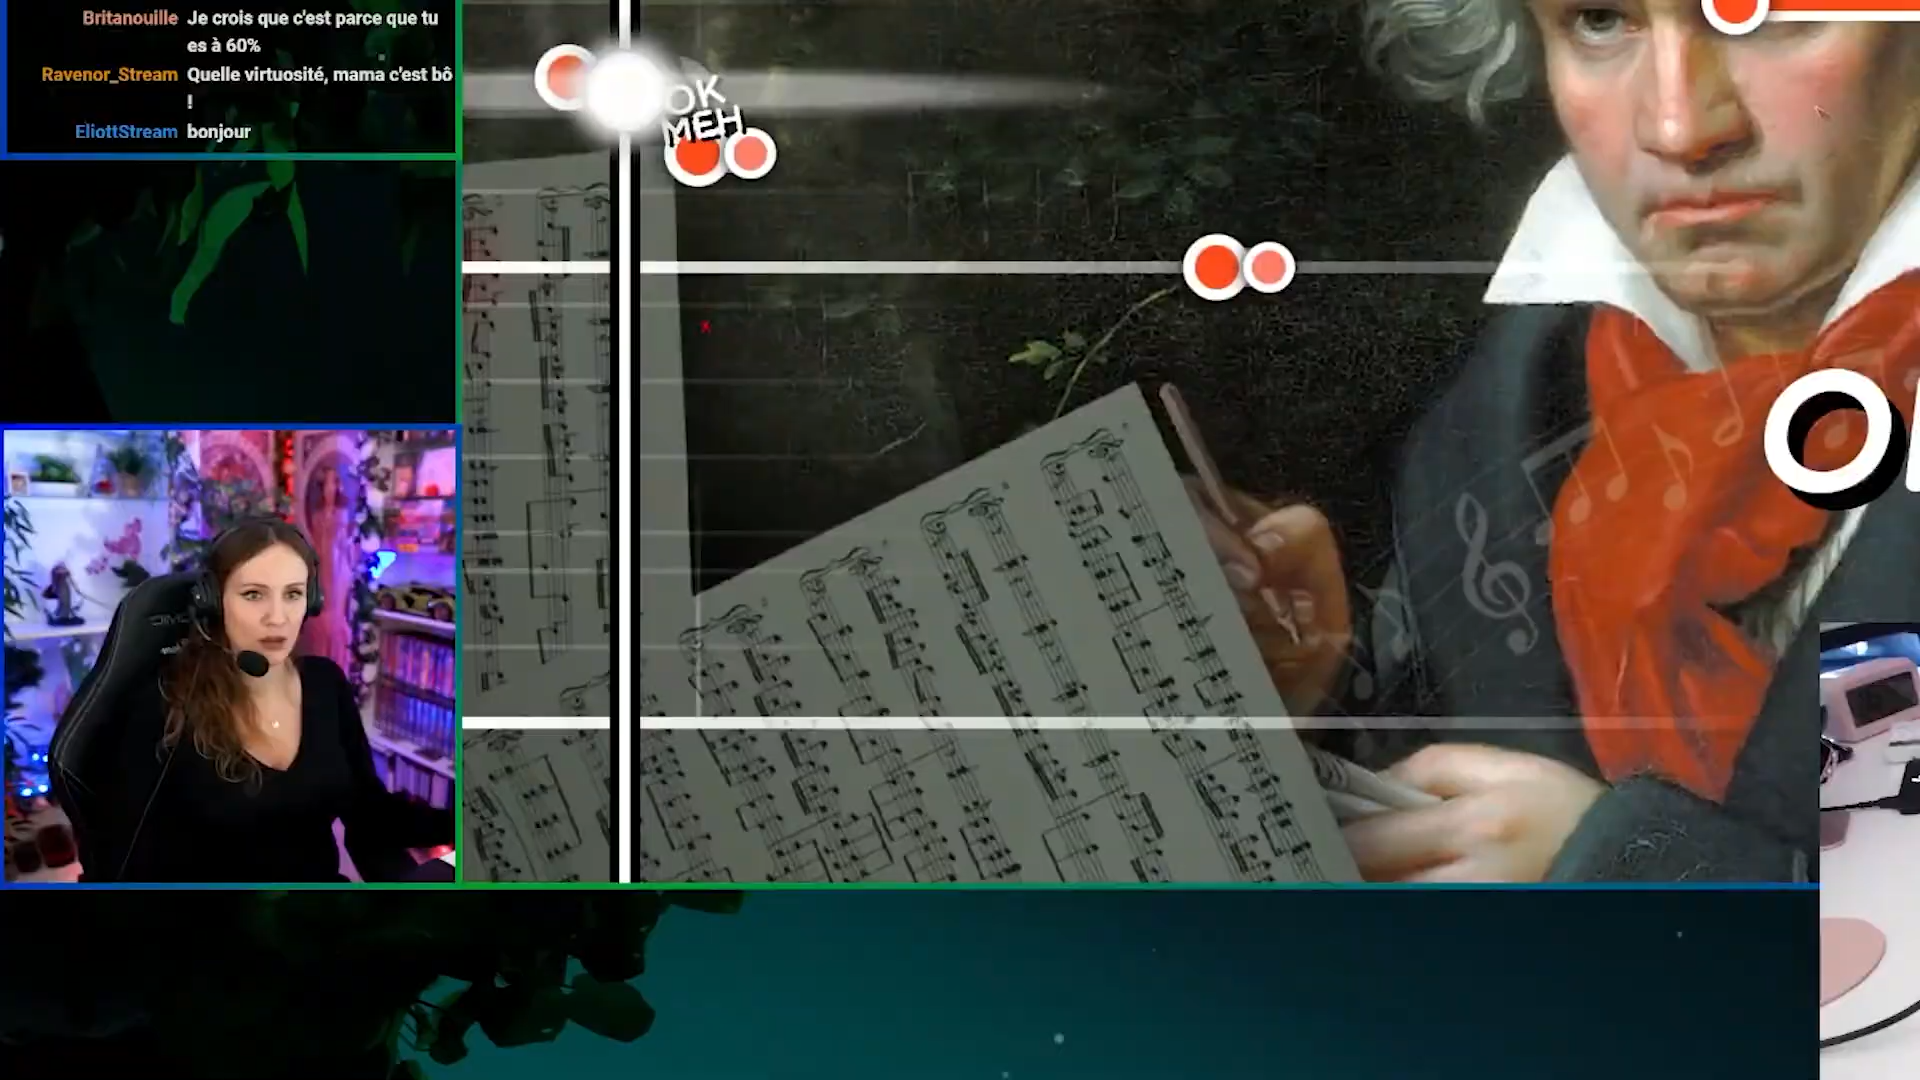 Britanouille Je crois que c'est parce que tu
es à 60%
Ravenor_Stream Quelle virtuosité, mama c'est bô
!
EliottStream bonjour
OK
MEH